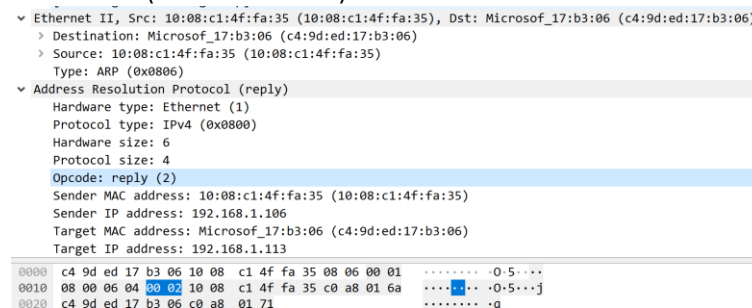 Ethernet II, Src: 10:08:c1:4f:fa:35 (10:08:c1:4f:fa:35), Dst: Microsof_17:b3:06 (c4:9d:ed:17:b3:06)
Destination: Microsof_17:b3:06 (c4:9d:ed:17:b3:06)
Source: 10:08:c1:4f:fa:35 (10:08:c1:4f:fa:35)
Type: ARP (0x0806)
Address Resolution Protocol (reply)
Hardware type: Ethernet (1)
Protocol type: IPv4 (0x0800)
Hardware size: 6
Protocol size: 4
Opcode: reply (2)
Sender MAC address: 10:08:c1:4f:fa:35 (10:08:c1:4f:fa:35)
Sender IP address: 192.168.1.106
Target MAC address: Microsof_17:b3:06 (c4:9d:ed:17:b3:06)
Target IP address: 192.168.1.113
0000 c4 9d ed 17 b3 06 10 08 c1 4f fa 35 08 06 00 01 ········ ·O·5····
0010 08 00 06 04 00 02 10 08 c1 4f fa 35 c0 a8 01 6a ········ ·O·5···j
0020 c4 9d ed 17 b3 06 c0 a8 01 71 ········ ·q